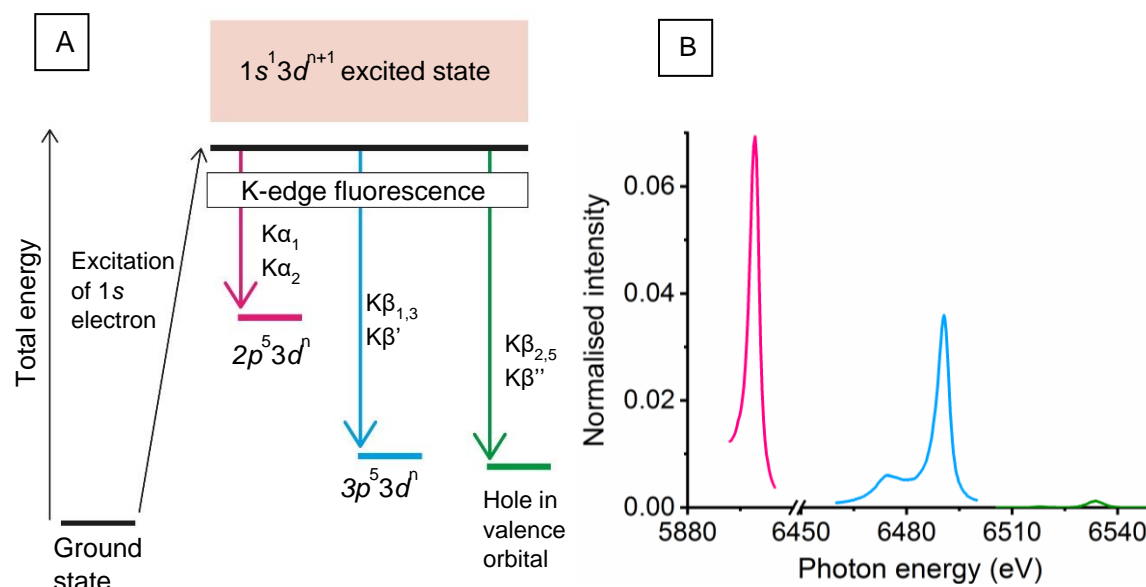 A
1s¹3dⁿ⁺¹ excited state
K-edge fluorescence
Total energy
Excitation
of 1s
electron
Kα₁
Kα₂
Kβ₁,₃
Kβ’
Kβ₂,₅
Kβ’’
2p⁵3dⁿ
3p⁵3dⁿ
Hole in
valence
orbital
Ground
state
B
Normalised intensity
0.06
0.04
0.02
0.00
5880
6450
6480
6510
6540
Photon energy (eV)